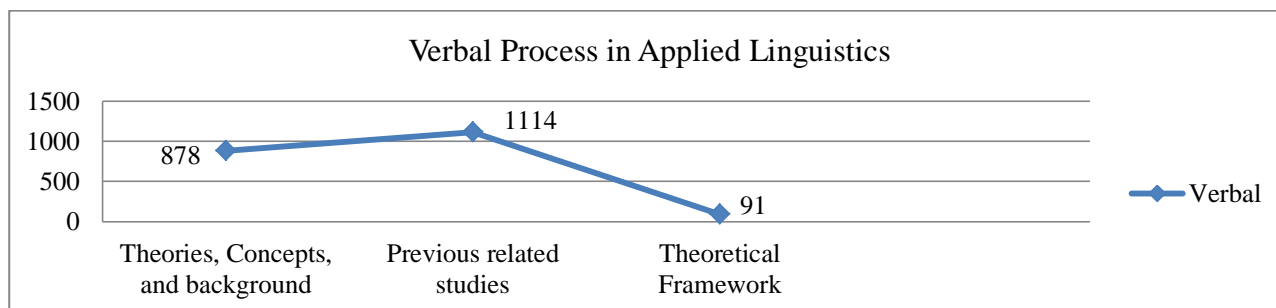 Verbal Process in Applied Linguistics
1500
1000
500
0
878
1114
91
Verbal
Theories, Concepts,
and background
Previous related
studies
Theoretical
Framework